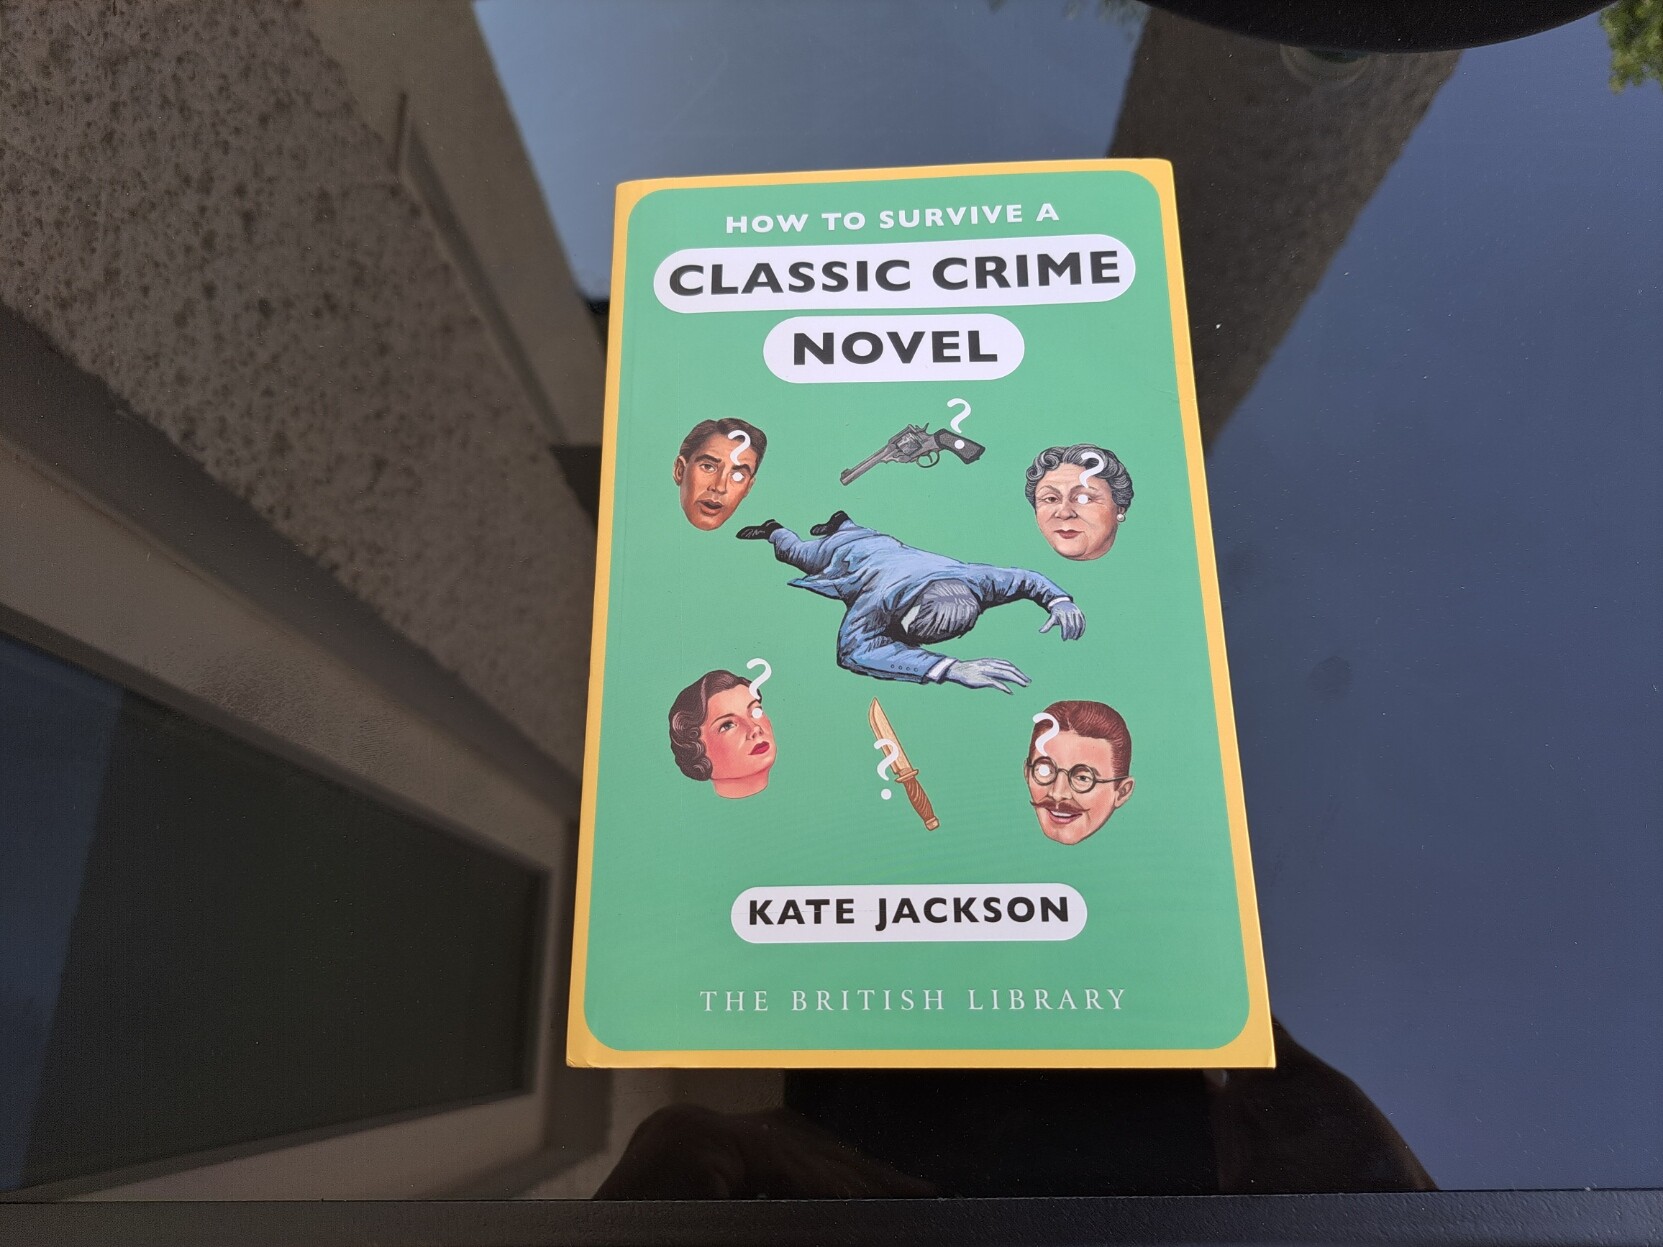 HOW TO SURVIVE A
CLASSIC CRIME
NOVEL
?
?
?
?
?
?
KATE JACKSON
THE BRITISH LIBRARY